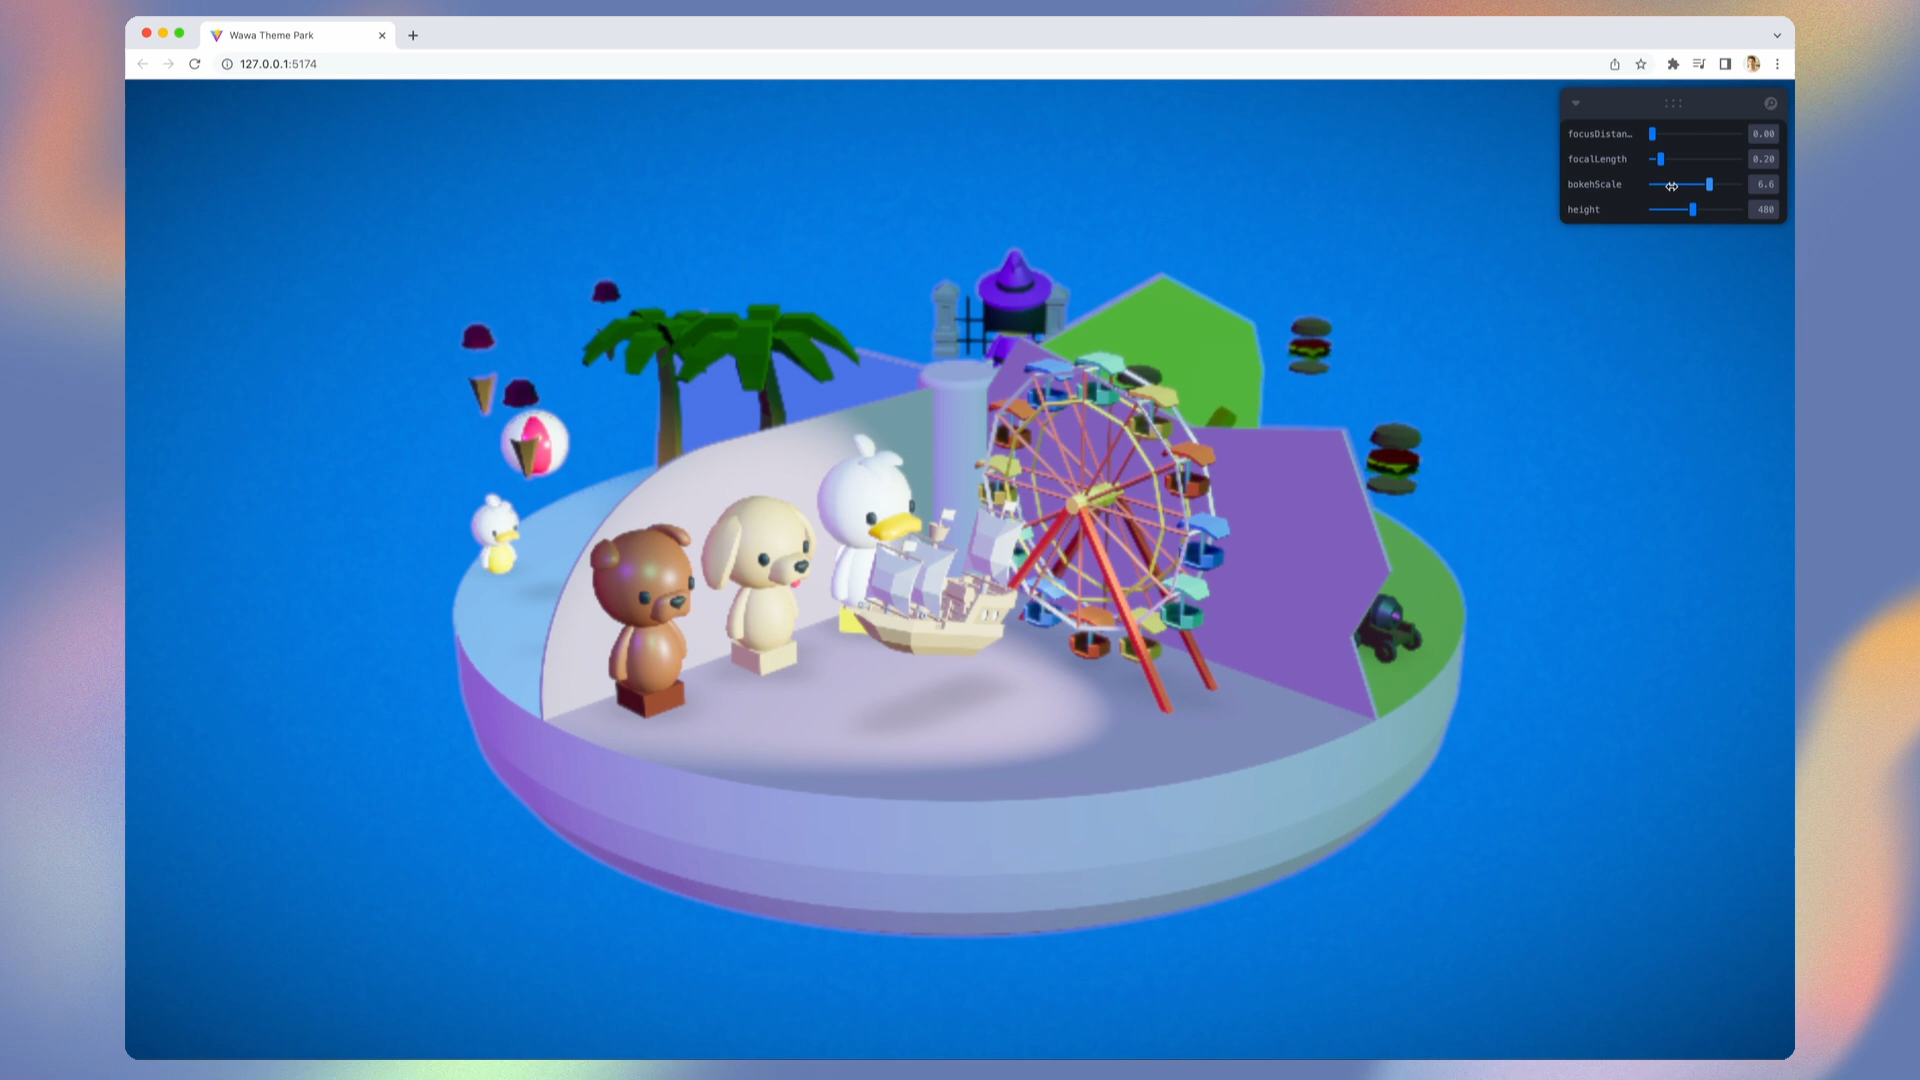 Wawa Theme Park
127.0.0.1:5174
focusDistan… 0.00
focalLength 0.20
bokehScale 6.6
height 480